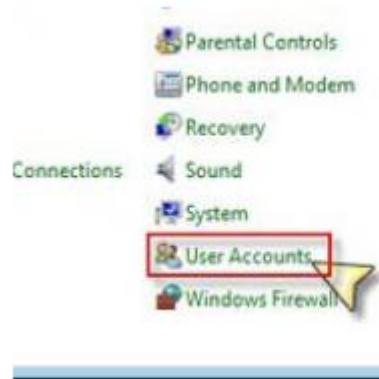 Parental Controls
Phone and Modem
Recovery
Connections
Sound
System
User Accounts
Windows Firewall